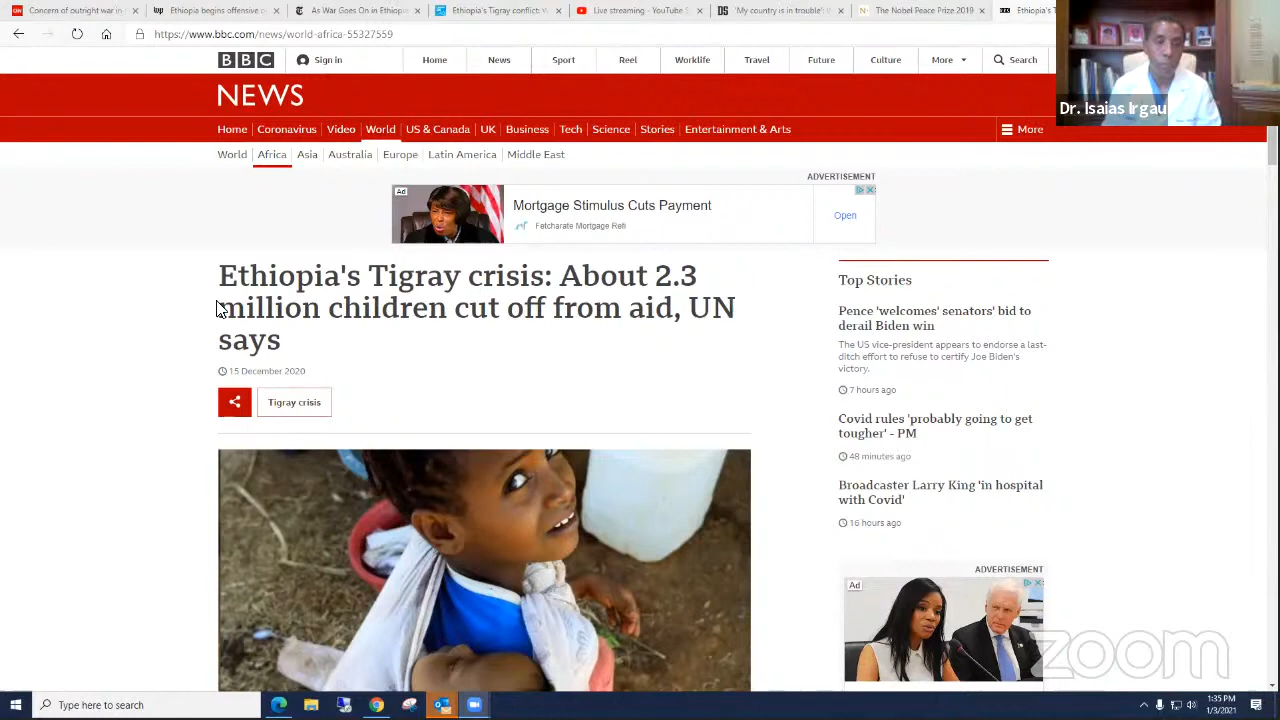 Concern of outright war in
Ethiopia begins offensive o
As War Goes On in Ethiopi
Ethiopia's Tigray conflict: W
Live streaming - YouTube S
'My country is in trouble': W
The Nobel Peace Prize 2019
Ethiopia's T
https://www.bbc.com/news/world-africa-55327559
BBC
Sign in
Home
News
Sport
Reel
Worklife
Travel
Future
Culture
More
Search
Dr. Isaias Irgau
NEWS
Home
Coronavirus
Video
World
US & Canada
UK
Business
Tech
Science
Stories
Entertainment & Arts
More
World
Africa
Asia
Australia
Europe
Latin America
Middle East
ADVERTISEMENT
Ad
Mortgage Stimulus Cuts Payment
Fetcharate Mortgage Refi
Open
Ethiopia's Tigray crisis: About 2.3
million children cut off from aid, UN
says
15 December 2020
Tigray crisis
Top Stories
Pence 'welcomes' senators' bid to
derail Biden win
The US vice-president appears to endorse a last-
ditch effort to refuse to certify Joe Biden's
victory.
7 hours ago
Covid rules 'probably going to get
tougher' - PM
48 minutes ago
Broadcaster Larry King 'in hospital
with Covid'
16 hours ago
ADVERTISEMENT
Ad
zoom
Type here to search
1:35 PM
1/3/2021